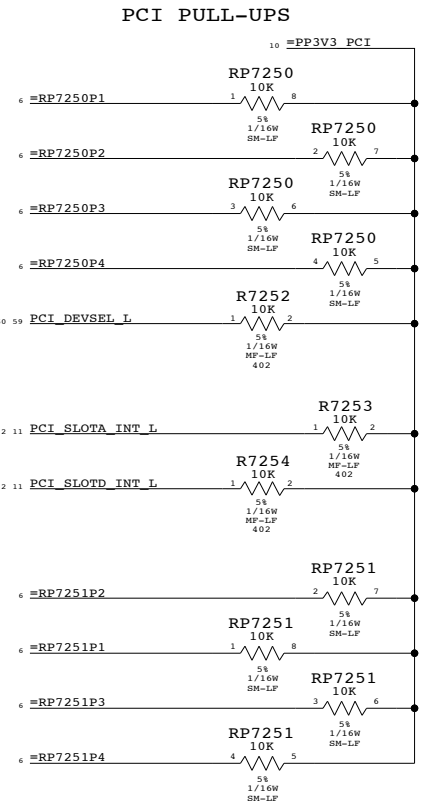 PCI PULL-UPS
10 =PP3V3 PCI
RP7250
10K
6 =RP7250P1 1 8
5%
1/16W
SM-LF
RP7250
10K
6 =RP7250P2 2 7
5%
1/16W
SM-LF
RP7250
10K
6 =RP7250P3 3 6
5%
1/16W
SM-LF
RP7250
10K
6 =RP7250P4 4 5
5%
1/16W
SM-LF
R7252
10K
59 PCI_DEVSEL_L 1 2
5%
1/16W
MF-LF
402
R7253
10K
2 11 PCI_SLOTA_INT_L 1 2
5%
1/16W
MF-LF
402
R7254
10K
2 11 PCI_SLOTD_INT_L 1 2
5%
1/16W
MF-LF
402
RP7251
10K
6 =RP7251P2 2 7
5%
1/16W
SM-LF
RP7251
10K
6 =RP7251P1 1 8
5%
1/16W
SM-LF
RP7251
10K
6 =RP7251P3 3 6
5%
1/16W
SM-LF
RP7251
10K
6 =RP7251P4 4 5
5%
1/16W
SM-LF